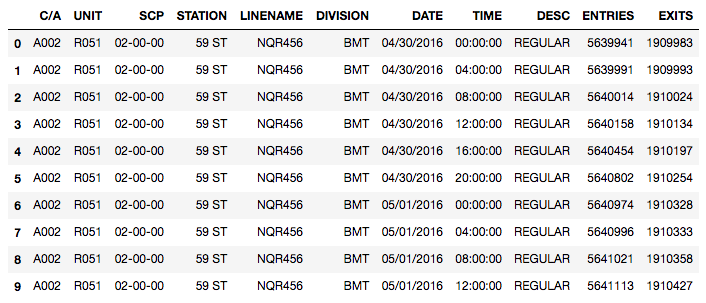 C/A UNIT SCP STATION LINENAME DIVISION DATE TIME DESC ENTRIES EXITS
0 A002 R051 02-00-00 59 ST NQR456 BMT 04/30/2016 00:00:00 REGULAR 5639941 1909983
1 A002 R051 02-00-00 59 ST NQR456 BMT 04/30/2016 04:00:00 REGULAR 5639991 1909993
2 A002 R051 02-00-00 59 ST NQR456 BMT 04/30/2016 08:00:00 REGULAR 5640014 1910024
3 A002 R051 02-00-00 59 ST NQR456 BMT 04/30/2016 12:00:00 REGULAR 5640158 1910134
4 A002 R051 02-00-00 59 ST NQR456 BMT 04/30/2016 16:00:00 REGULAR 5640454 1910197
5 A002 R051 02-00-00 59 ST NQR456 BMT 04/30/2016 20:00:00 REGULAR 5640802 1910254
6 A002 R051 02-00-00 59 ST NQR456 BMT 05/01/2016 00:00:00 REGULAR 5640974 1910328
7 A002 R051 02-00-00 59 ST NQR456 BMT 05/01/2016 04:00:00 REGULAR 5640996 1910333
8 A002 R051 02-00-00 59 ST NQR456 BMT 05/01/2016 08:00:00 REGULAR 5641021 1910358
9 A002 R051 02-00-00 59 ST NQR456 BMT 05/01/2016 12:00:00 REGULAR 5641113 1910427